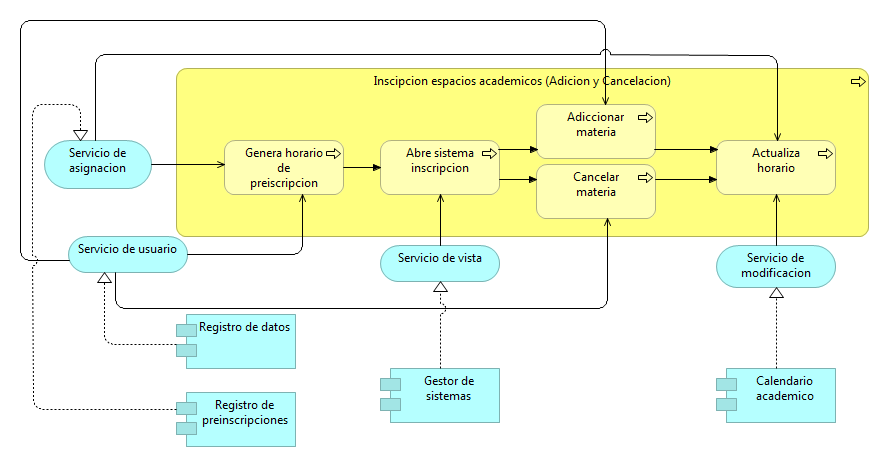 Inscipcion espacios academicos (Adicion y Cancelacion)
Servicio de
asignacion
Genera horario
de
preiscripcion
Abre sistema
inscripcion
Adiccionar
materia
Cancelar
materia
Actualiza
horario
Servicio de usuario
Servicio de vista
Servicio de
modificacion
Registro de datos
Registro de
preinscripciones
Gestor de
sistemas
Calendario
academico